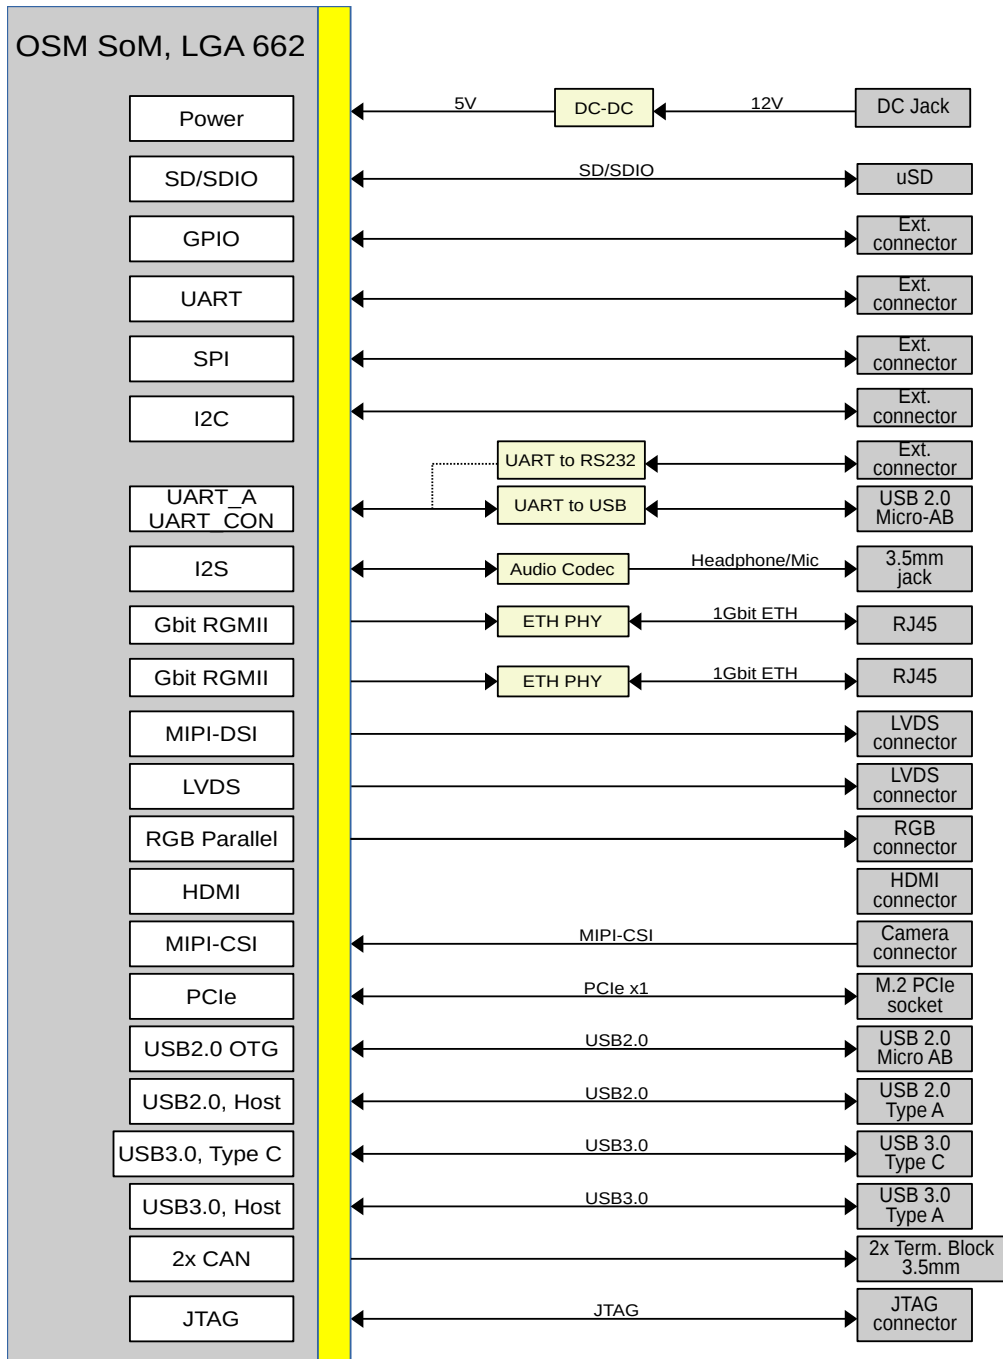 OSM SoM, LGA 662
Power
5V
DC-DC
12V
DC Jack
SD/SDIO
SD/SDIO
uSD
GPIO
Ext.
connector
UART
Ext.
connector
SPI
Ext.
connector
I2C
Ext.
connector
UART to RS232
Ext.
connector
UART_A
UART_CON
UART to USB
USB 2.0
Micro-AB
I2S
Audio Codec
Headphone/Mic
3.5mm
jack
Gbit RGMII
ETH PHY
1Gbit ETH
RJ45
Gbit RGMII
ETH PHY
1Gbit ETH
RJ45
MIPI-DSI
LVDS
connector
LVDS
LVDS
connector
RGB Parallel
RGB
connector
HDMI
HDMI
connector
MIPI-CSI
MIPI-CSI
Camera
connector
PCIe
PCIe x1
M.2 PCIe
socket
USB2.0 OTG
USB2.0
USB 2.0
Micro AB
USB2.0, Host
USB2.0
USB 2.0
Type A
USB3.0, Type C
USB3.0
USB 3.0
Type C
USB3.0, Host
USB3.0
USB 3.0
Type A
2x CAN
2x Term. Block
3.5mm
JTAG
JTAG
JTAG
connector